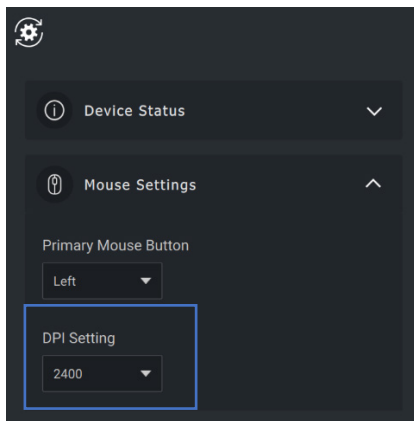 Device Status
Mouse Settings
Primary Mouse Button
Left
DPI Setting
2400